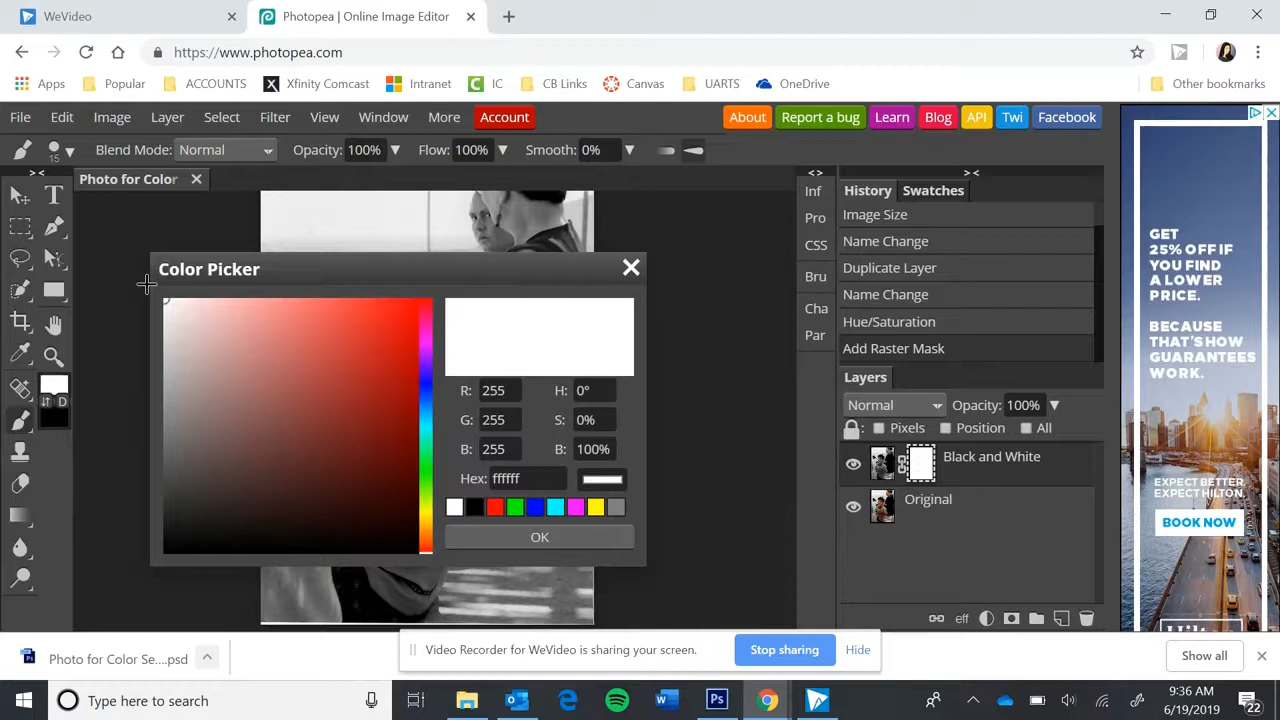 WeVideo
Photopea | Online Image Editor
https://www.photopea.com
Apps Popular ACCOUNTS Xfinity Comcast Intranet IC CB Links Canvas UARTS OneDrive Other bookmarks
File Edit Image Layer Select Filter View Window More Account About Report a bug Learn Blog API Twi Facebook
15 Blend Mode: Normal Opacity: 100% Flow: 100% Smooth: 0%
Photo for Color
Inf
Pro
CSS
Bru
Cha
Par
History Swatches
Image Size
Name Change
Duplicate Layer
Name Change
Hue/Saturation
Add Raster Mask
Layers
Normal Opacity: 100%
Pixels Position All
Black and White
Original
eff
D
Color Picker
R: 255 H: 0°
G: 255 S: 0%
B: 255 B: 100%
Hex: ffffff
OK
GET
25% OFF IF
YOU FIND
A LOWER
PRICE.
BECAUSE
THAT'S HOW
GUARANTEES
WORK.
EXPECT BETTER.
EXPECT HILTON.
BOOK NOW
Photo for Color Se....psd
Video Recorder for WeVideo is sharing your screen. Stop sharing Hide
Show all
Type here to search
9:36 AM
6/19/2019
22